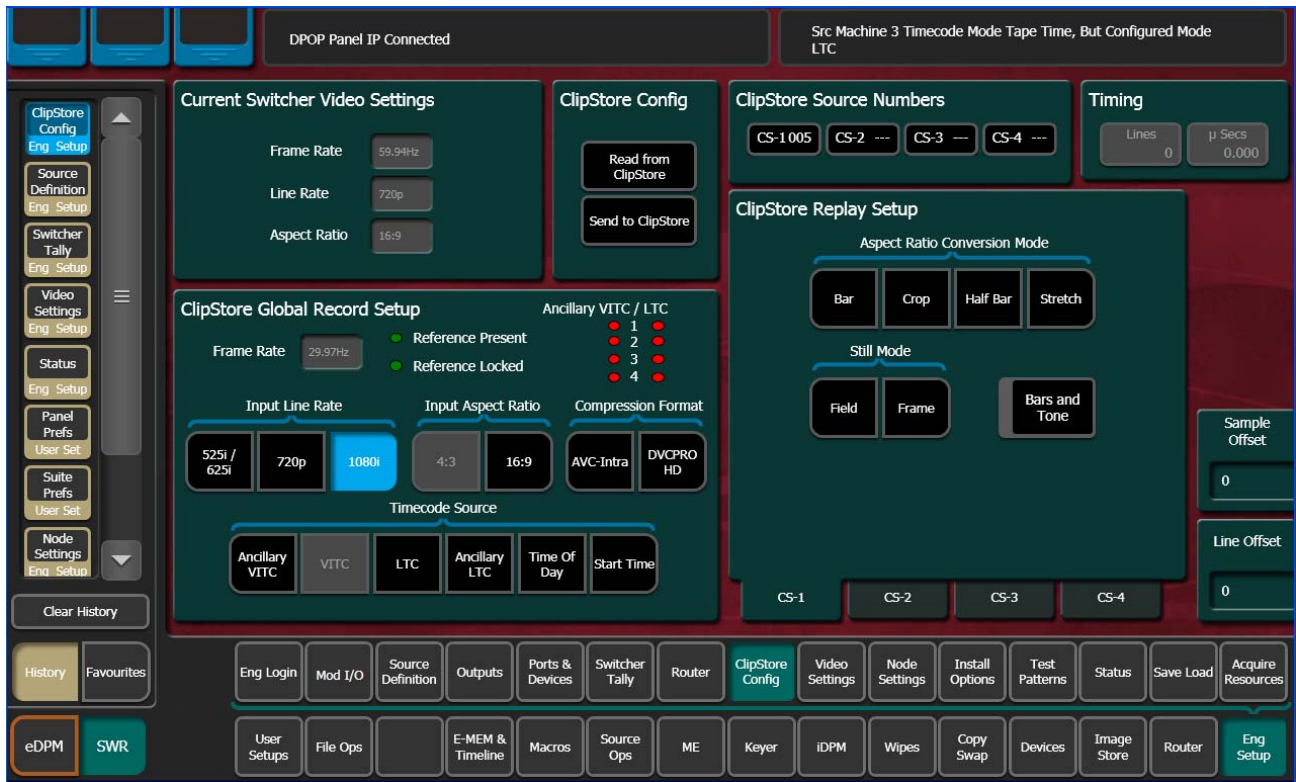 DPOP Panel IP Connected
Src Machine 3 Timecode Mode Tape Time, But Configured Mode
LTC
ClipStore
Config
Eng Setup
Source
Definition
Eng Setup
Switcher
Tally
Eng Setup
Video
Settings
Eng Setup
Status
Eng Setup
Panel
Prefs
User Set
Suite
Prefs
User Set
Node
Settings
Eng Setup
Clear History
History
Favourites
eDPM
SWR
Current Switcher Video Settings
Frame Rate
59.94Hz
Line Rate
720p
Aspect Ratio
16:9
ClipStore Config
Read from
ClipStore
Send to ClipStore
ClipStore Source Numbers
CS-1 005
CS-2 ---
CS-3 ---
CS-4 ---
Timing
Lines
0
µ Secs
0.000
ClipStore Global Record Setup
Frame Rate
29.97Hz
Reference Present
Reference Locked
Ancillary VITC / LTC
1
2
3
4
Input Line Rate
525i /
625i
720p
1080i
Input Aspect Ratio
4:3
16:9
Compression Format
AVC-Intra
DVCPRO
HD
Timecode Source
Ancillary
VITC
VITC
LTC
Ancillary
LTC
Time Of
Day
Start Time
ClipStore Replay Setup
Aspect Ratio Conversion Mode
Bar
Crop
Half Bar
Stretch
Still Mode
Field
Frame
Bars and
Tone
CS-1
CS-2
CS-3
CS-4
Sample
Offset
0
Line Offset
0
Eng Login
Mod I/O
Source
Definition
Outputs
Ports &
Devices
Switcher
Tally
Router
ClipStore
Config
Video
Settings
Node
Settings
Install
Options
Test
Patterns
Status
Save Load
Acquire
Resources
User
Setups
File Ops
E-MEM &
Timeline
Macros
Source
Ops
ME
Keyer
iDPM
Wipes
Copy
Swap
Devices
Image
Store
Router
Eng
Setup